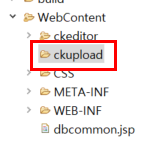 build
WebContent
ckeditor
ckupload
CSS
META-INF
WEB-INF
dbcommon.jsp